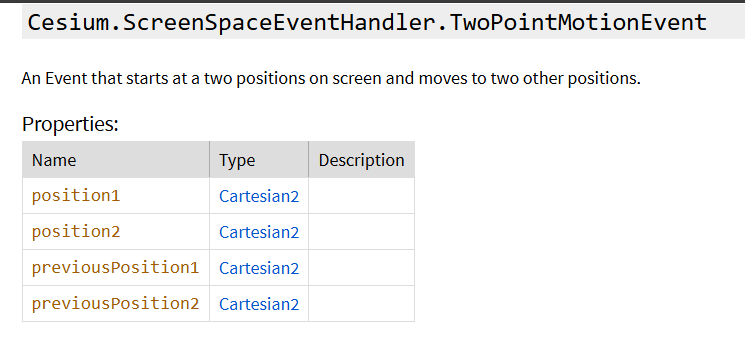 Cesium.ScreenSpaceEventHandler.TwoPointMotionEvent
An Event that starts at a two positions on screen and moves to two other positions.
Properties:
Name Type Description
position1 Cartesian2
position2 Cartesian2
previousPosition1 Cartesian2
previousPosition2 Cartesian2